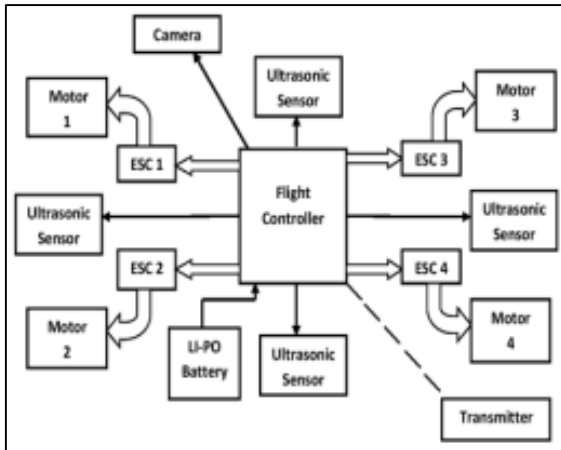 Camera
Ultrasonic
Sensor
Motor
1
Motor
3
ESC 1
ESC 3
Flight
Controller
Ultrasonic
Sensor
Ultrasonic
Sensor
ESC 2
ESC 4
Motor
2
LI-PO
Battery
Ultrasonic
Sensor
Motor
4
Transmitter